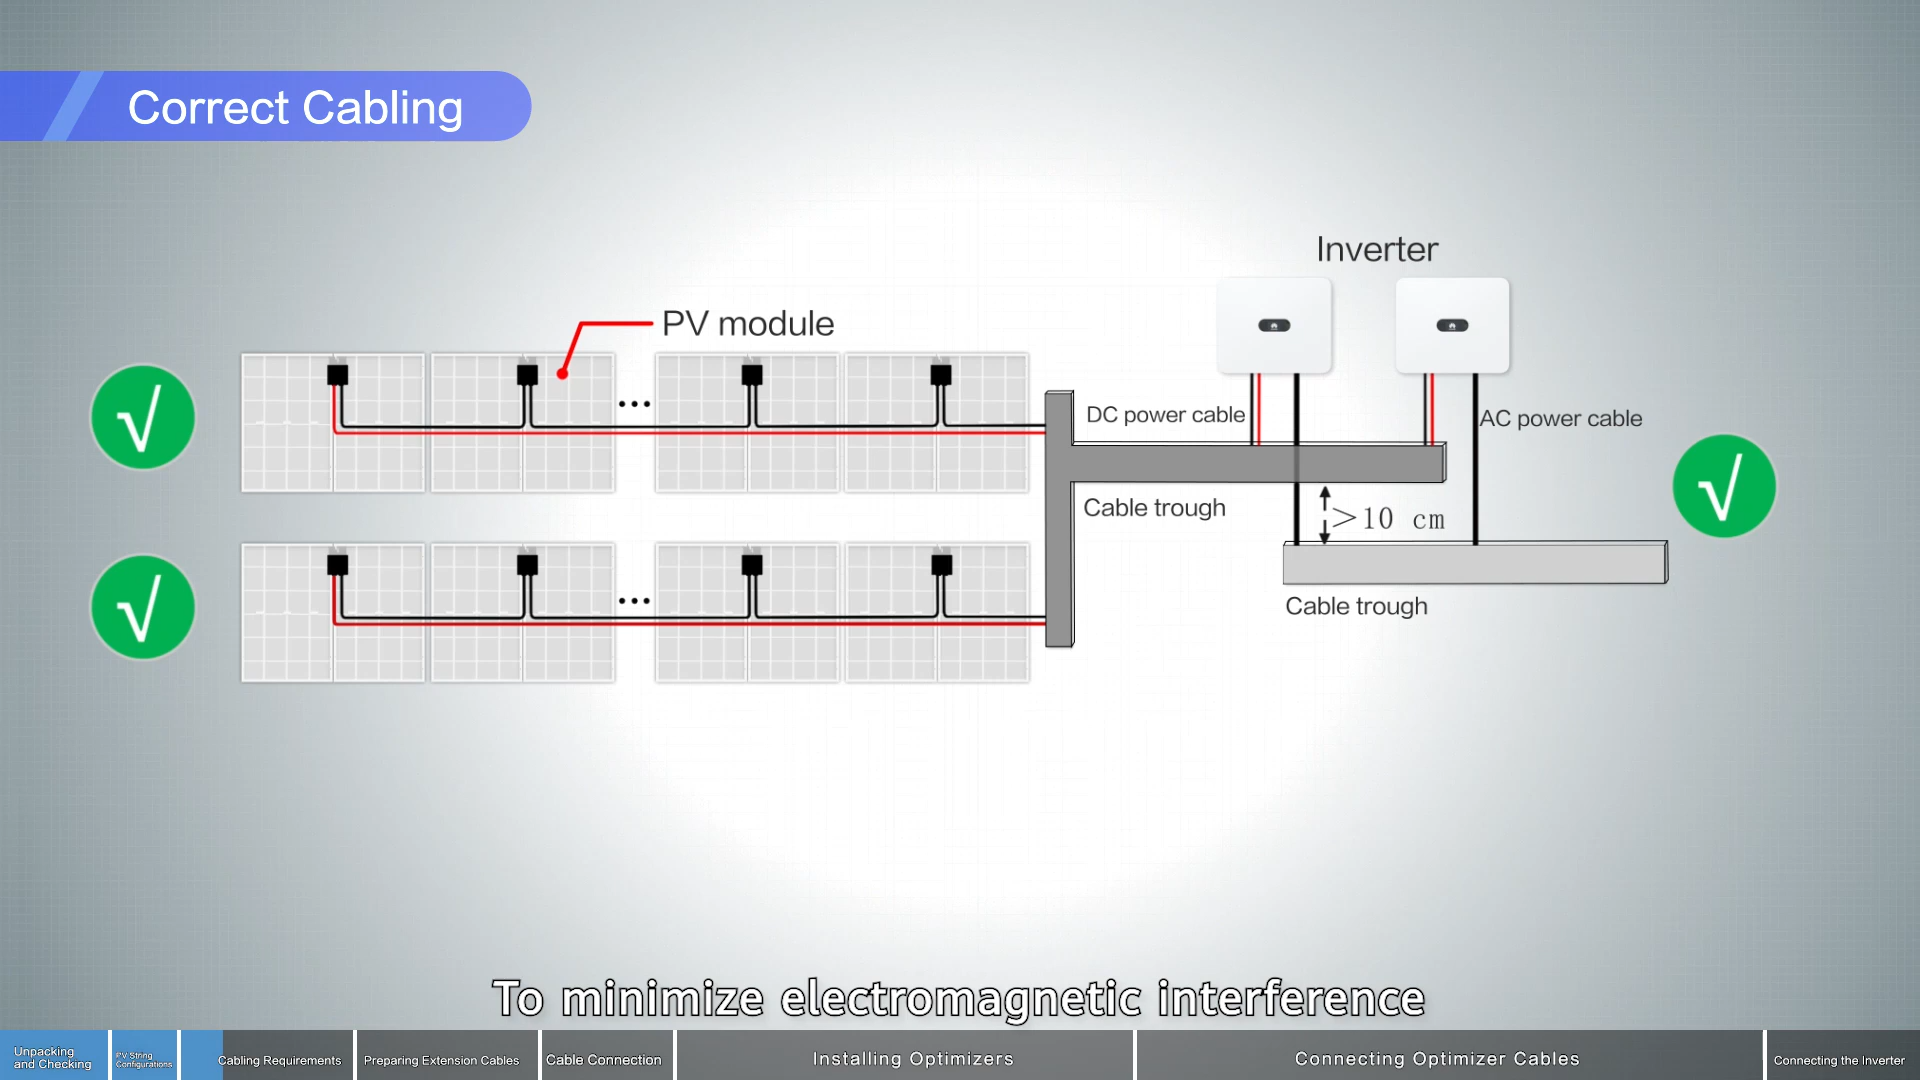 Correct Cabling
Inverter
PV module
DC power cable
AC power cable
Cable trough
>10 cm
Cable trough
To minimize electromagnetic interference
Unpacking
and Checking
PV String
Configurations
Cabling Requirements
Preparing Extension Cables
Cable Connection
Installing Optimizers
Connecting Optimizer Cables
Connecting the Inverter